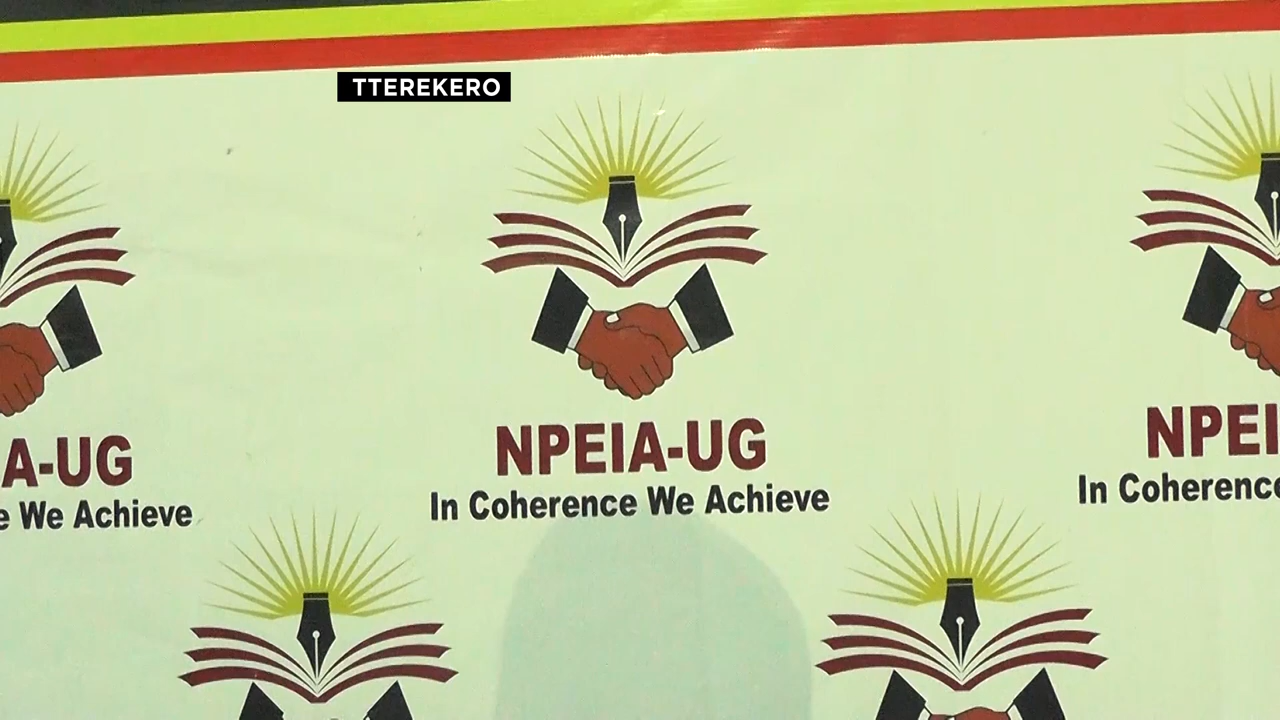 TTEREKERO
NPEIA-UG
In Coherence We Achieve
A-UG
e We Achieve
NPEI
In Coherence